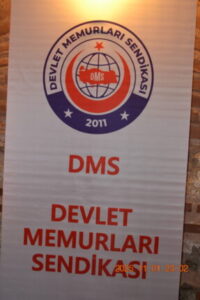 DEVLET MEMURLARI SENDİKASI
DMS
2011
DMS
DEVLET
MEMURLARI
SENDİKASI